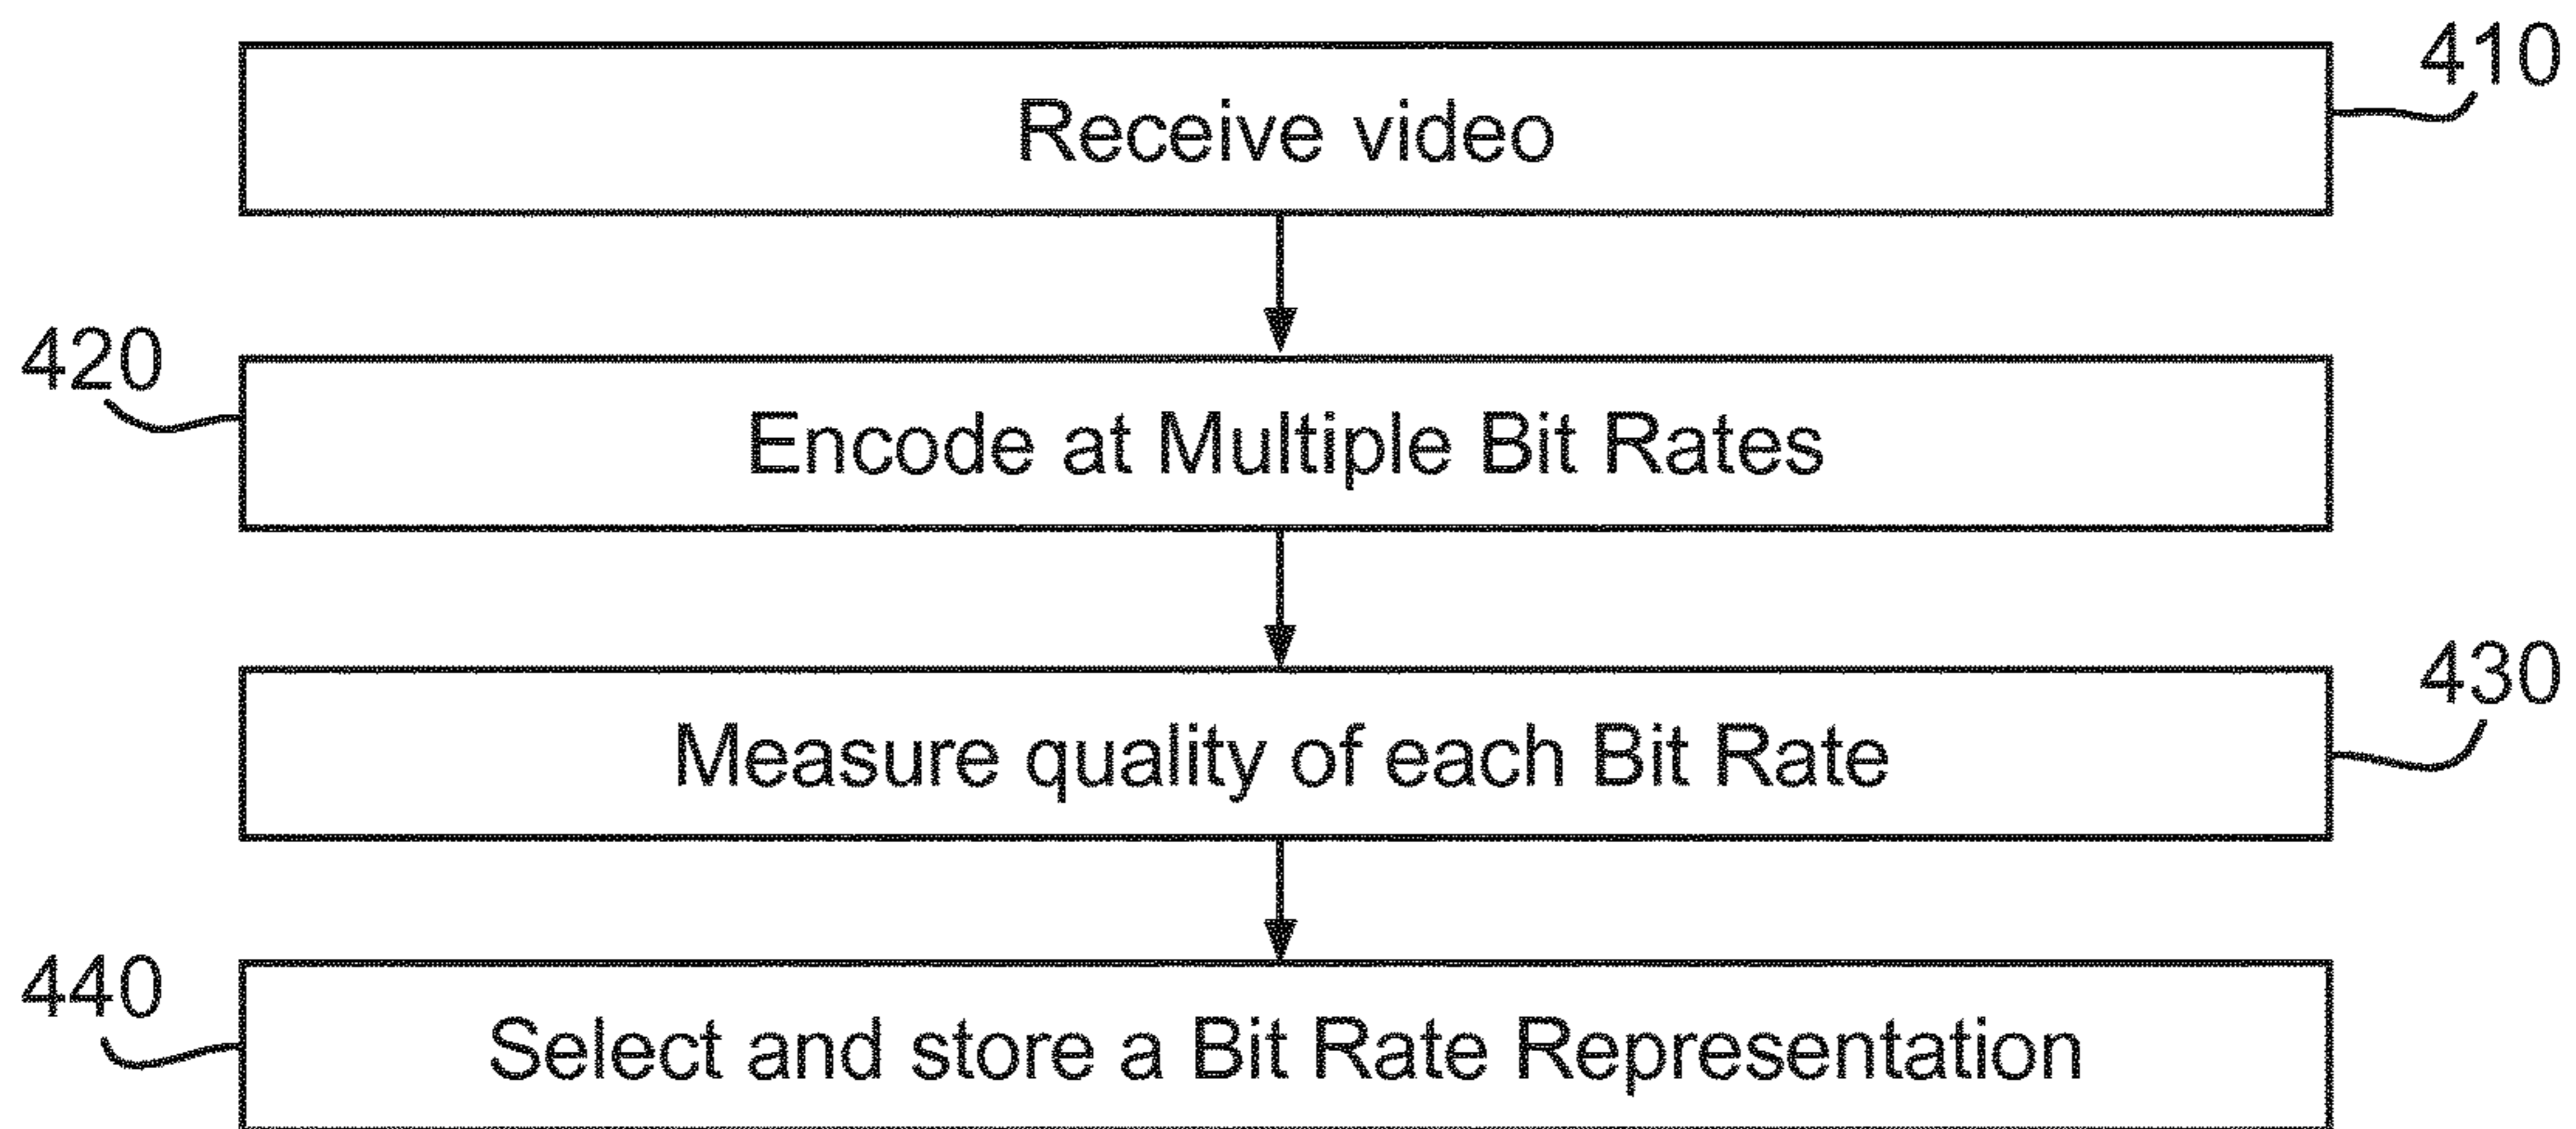 410
Receive video
420
Encode at Multiple Bit Rates
430
Measure quality of each Bit Rate
440
Select and store a Bit Rate Representation